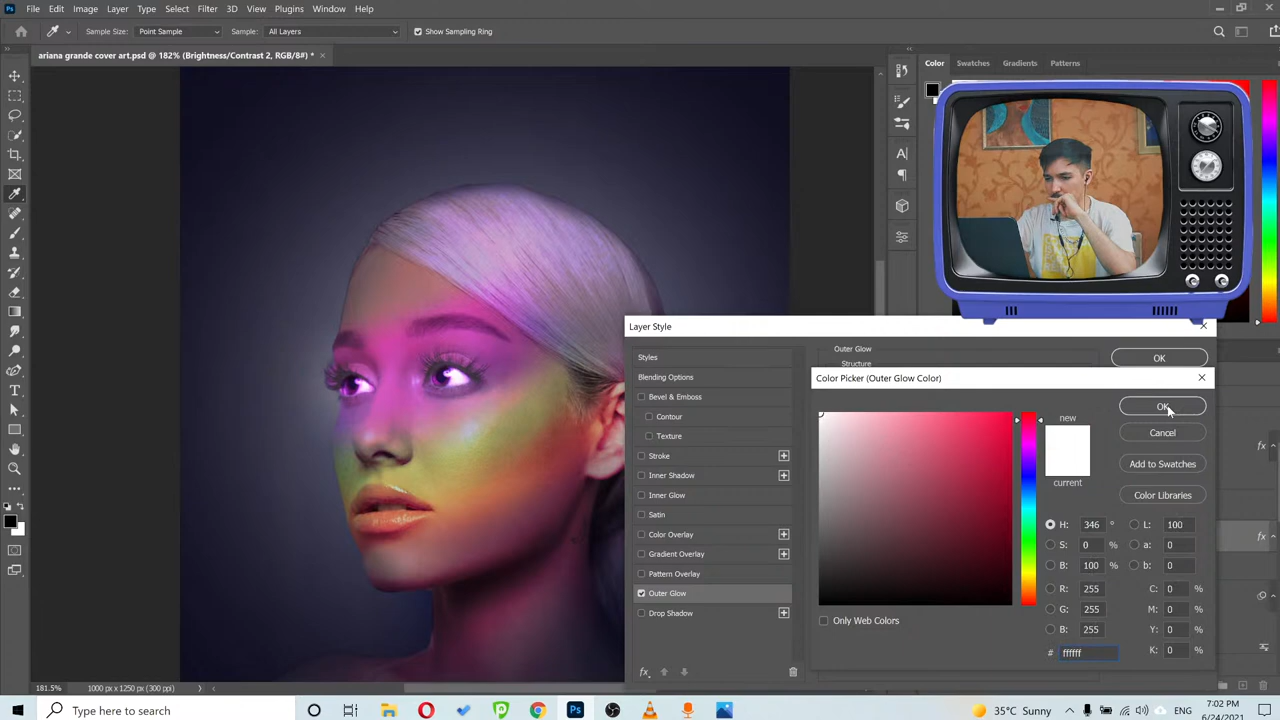 Ps File Edit Image Layer Type Select Filter 3D View Plugins Window Help
Sample Size: Point Sample Sample: All Layers Show Sampling Ring
ariana grande cover art.psd @ 182% (Brightness/Contrast 2, RGB/8#) *
Color Swatches Gradients Patterns
Layer Style
Styles
Blending Options
Bevel & Emboss
Contour
Texture
Stroke
Inner Shadow
Inner Glow
Satin
Color Overlay
Gradient Overlay
Pattern Overlay
Outer Glow
Drop Shadow
fx
Outer Glow
Structure
OK
Color Picker (Outer Glow Color)
new
current
OK
Cancel
Add to Swatches
Color Libraries
H: 346 ° L: 100
S: 0 % a: 0
B: 100 % b: 0
R: 255 C: 0 %
G: 255 M: 0 %
B: 255 Y: 0 %
# ffffff K: 0 %
Only Web Colors
fx
fx
181.5% 1000 px x 1250 px (300 ppi)
Type here to search
Ps
35°C Sunny
7:02 PM
6/24/2021